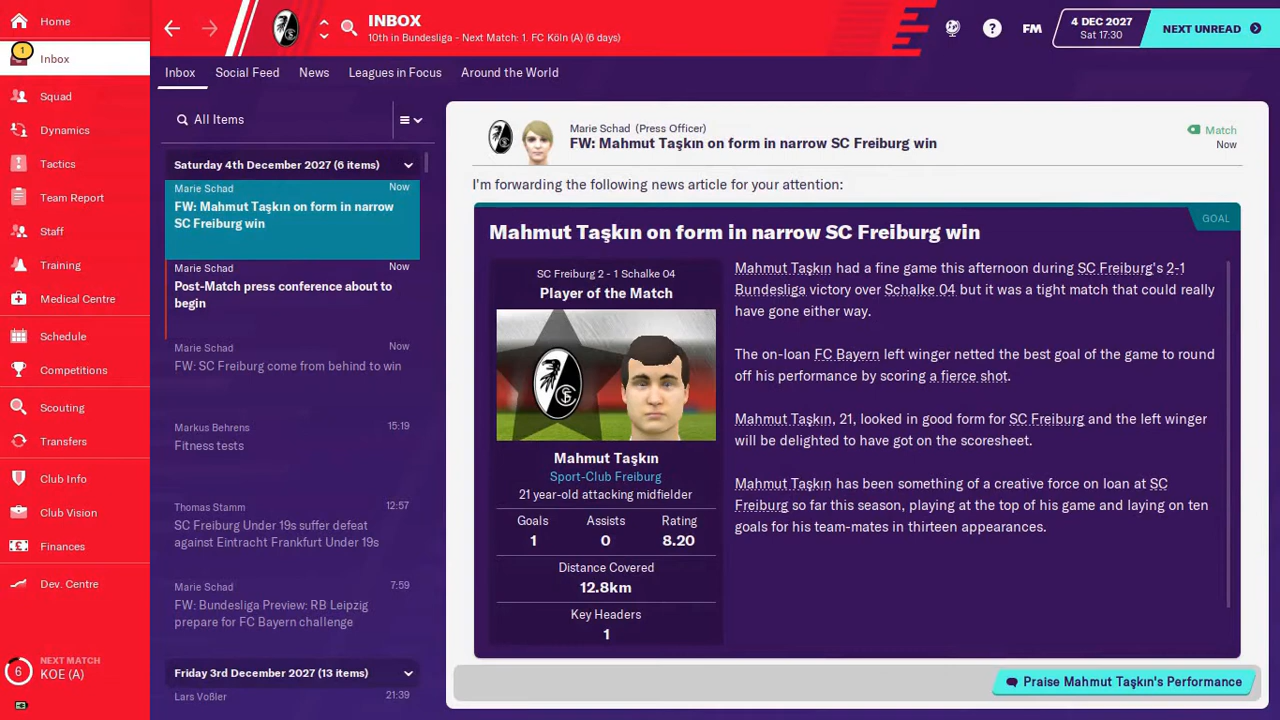 Home
INBOX
10th in Bundesliga - Next Match: 1. FC Köln (A) (6 days)
FM
4 DEC 2027
Sat 17:30
NEXT UNREAD
1
Inbox
Squad
Dynamics
Tactics
Team Report
Staff
Training
Medical Centre
Schedule
Competitions
Scouting
Transfers
Club Info
Club Vision
Finances
Dev. Centre
6
NEXT MATCH
KOE (A)
Inbox
Social Feed
News
Leagues in Focus
Around the World
All Items
Saturday 4th December 2027 (6 items)
Marie Schad
Now
FW: Mahmut Taşkın on form in narrow
SC Freiburg win
Marie Schad
Now
Post-Match press conference about to
begin
Marie Schad
Now
FW: SC Freiburg come from behind to win
Markus Behrens
15:19
Fitness tests
Thomas Stamm
12:57
SC Freiburg Under 19s suffer defeat
against Eintracht Frankfurt Under 19s
Marie Schad
7:59
FW: Bundesliga Preview: RB Leipzig
prepare for FC Bayern challenge
Friday 3rd December 2027 (13 items)
Lars Voßler
21:39
Marie Schad (Press Officer)
FW: Mahmut Taşkın on form in narrow SC Freiburg win
Match
Now
I'm forwarding the following news article for your attention:
GOAL
Mahmut Taşkın on form in narrow SC Freiburg win
SC Freiburg 2 - 1 Schalke 04
Player of the Match
Mahmut Taşkın
Sport-Club Freiburg
21 year-old attacking midfielder
Goals
Assists
Rating
1
0
8.20
Distance Covered
12.8km
Key Headers
1
Mahmut Taşkın had a fine game this afternoon during SC Freiburg's 2-1
Bundesliga victory over Schalke 04 but it was a tight match that could really
have gone either way.
The on-loan FC Bayern left winger netted the best goal of the game to round
off his performance by scoring a fierce shot.
Mahmut Taşkın, 21, looked in good form for SC Freiburg and the left winger
will be delighted to have got on the scoresheet.
Mahmut Taşkın has been something of a creative force on loan at SC
Freiburg so far this season, playing at the top of his game and laying on ten
goals for his team-mates in thirteen appearances.
Praise Mahmut Taşkın's Performance